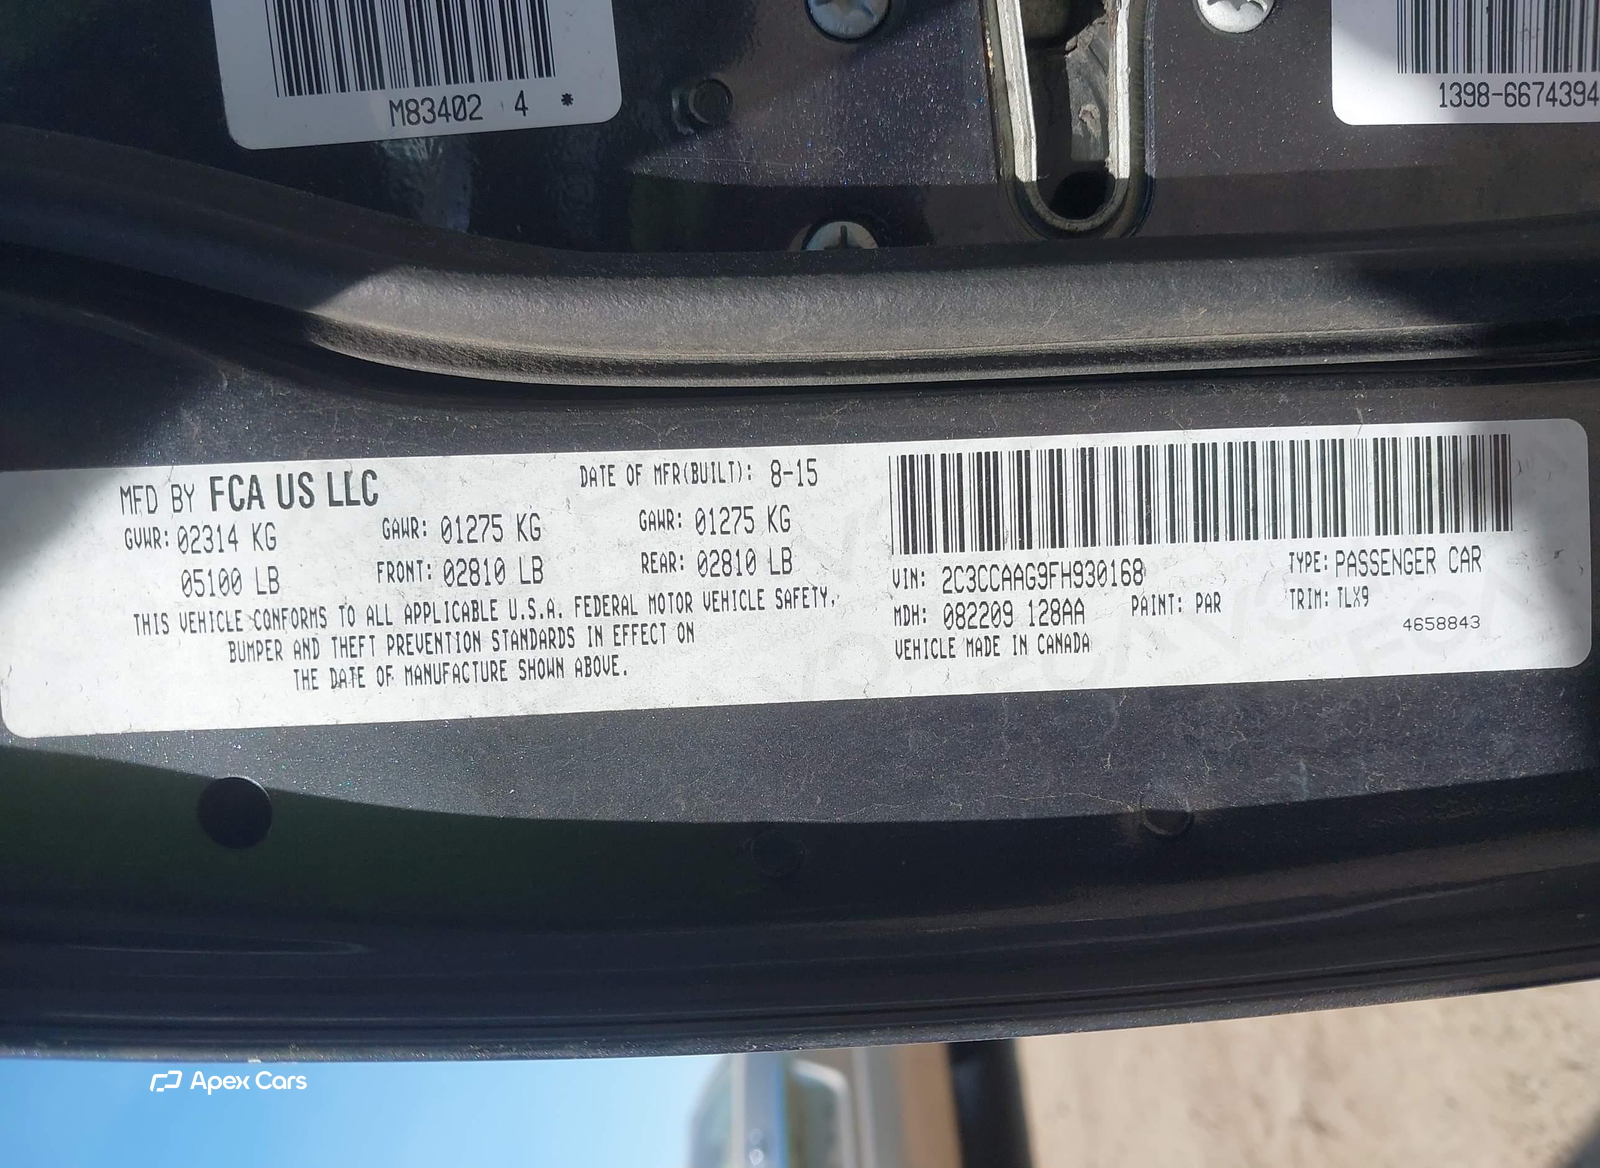 M83402 4 *
1398-6674394
MFD BY FCA US LLC
DATE OF MFR(BUILT): 8-15
GVWR: 02314 KG
GAWR: 01275 KG
GAWR: 01275 KG
05100 LB
FRONT: 02810 LB
REAR: 02810 LB
THIS VEHICLE CONFORMS TO ALL APPLICABLE U.S.A. FEDERAL MOTOR VEHICLE SAFETY,
BUMPER AND THEFT PREVENTION STANDARDS IN EFFECT ON
THE DATE OF MANUFACTURE SHOWN ABOVE.
VIN: 2C3CCAAG9FH930168
TYPE: PASSENGER CAR
MDH: 082209 128AA
PAINT: PAR
TRIM: TLX9
VEHICLE MADE IN CANADA
4658843
Apex Cars